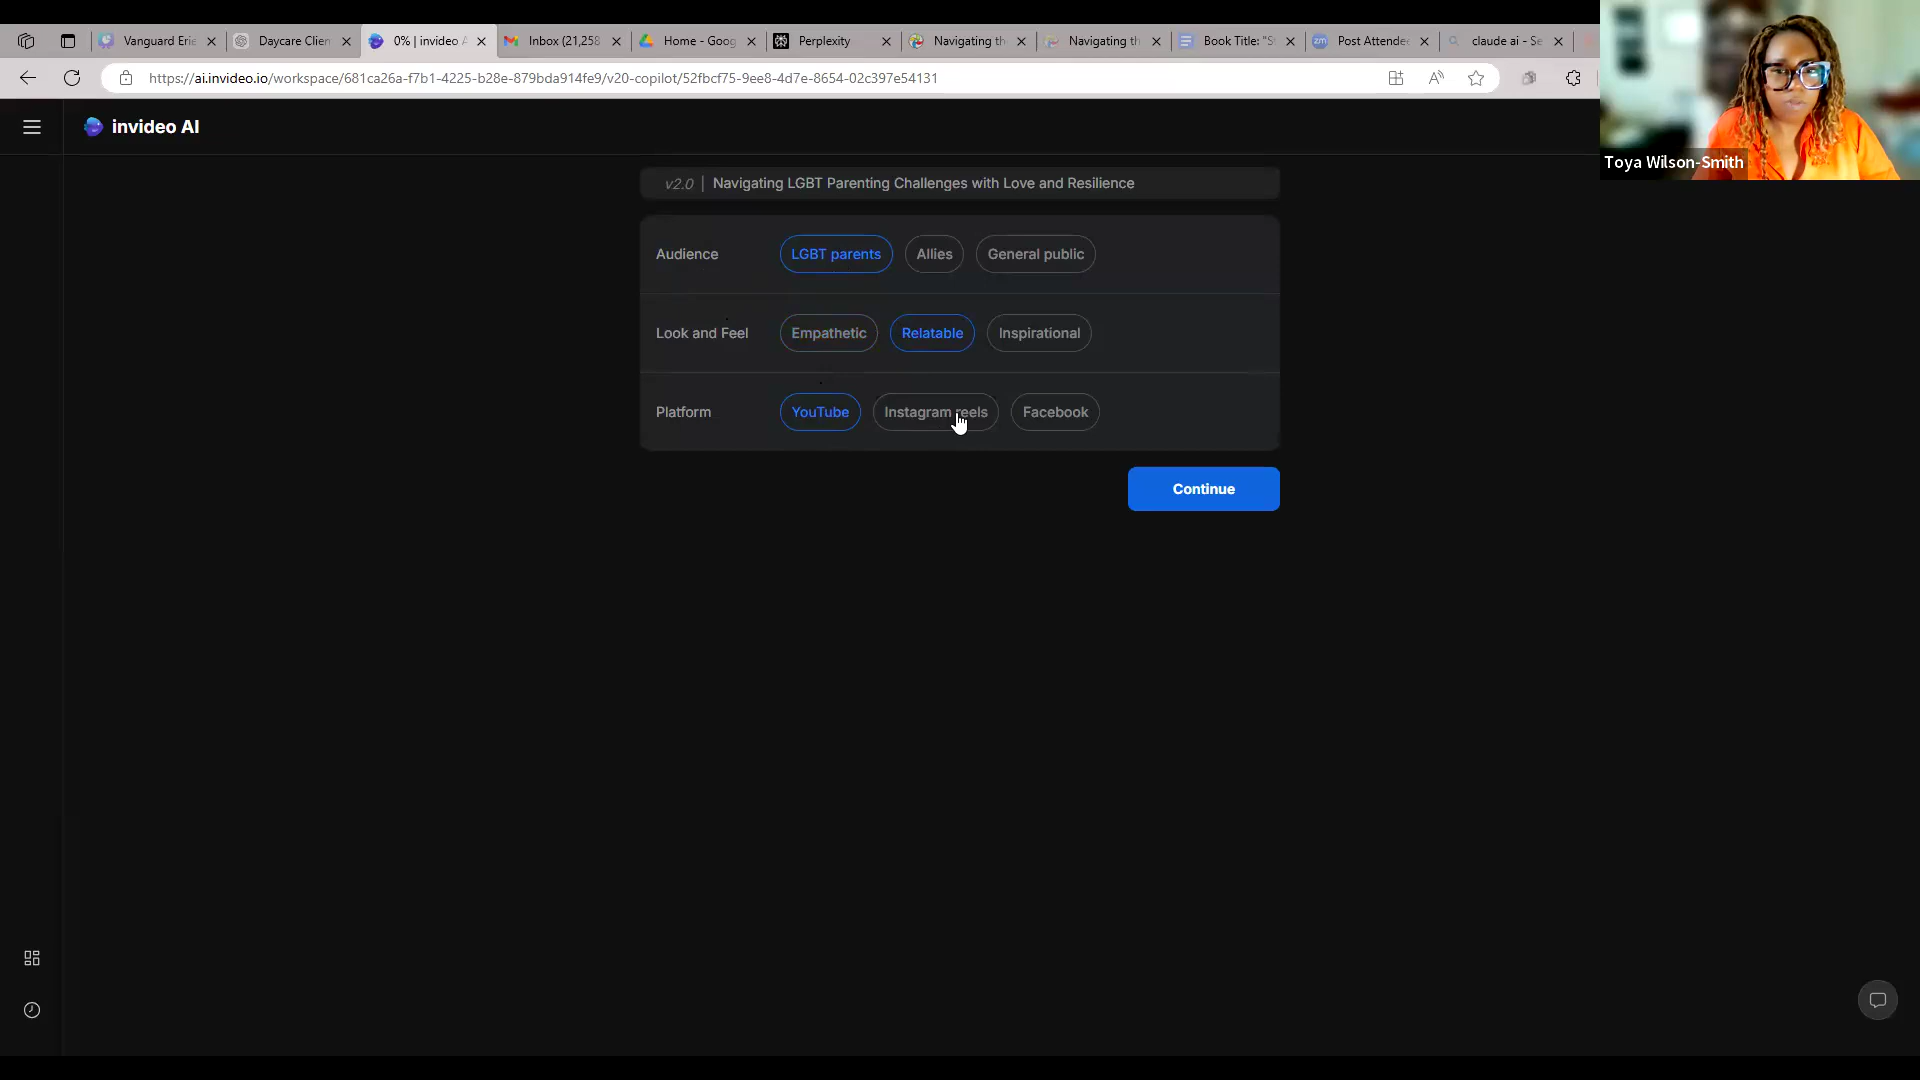 Vanguard Erie
Daycare Clien
0% | invideo A
Inbox (21,258
Home - Goog
Perplexity
Navigating th
Navigating th
Book Title: "S
Post Attendee
claude ai - Se
https://ai.invideo.io/workspace/681ca26a-f7b1-4225-b28e-879bda914fe9/v20-copilot/52fbcf75-9ee8-4d7e-8654-02c397e54131
invideo AI
Toya Wilson-Smith
v2.0 | Navigating LGBT Parenting Challenges with Love and Resilience
Audience LGBT parents Allies General public
Look and Feel Empathetic Relatable Inspirational
Platform YouTube Instagram reels Facebook
Continue